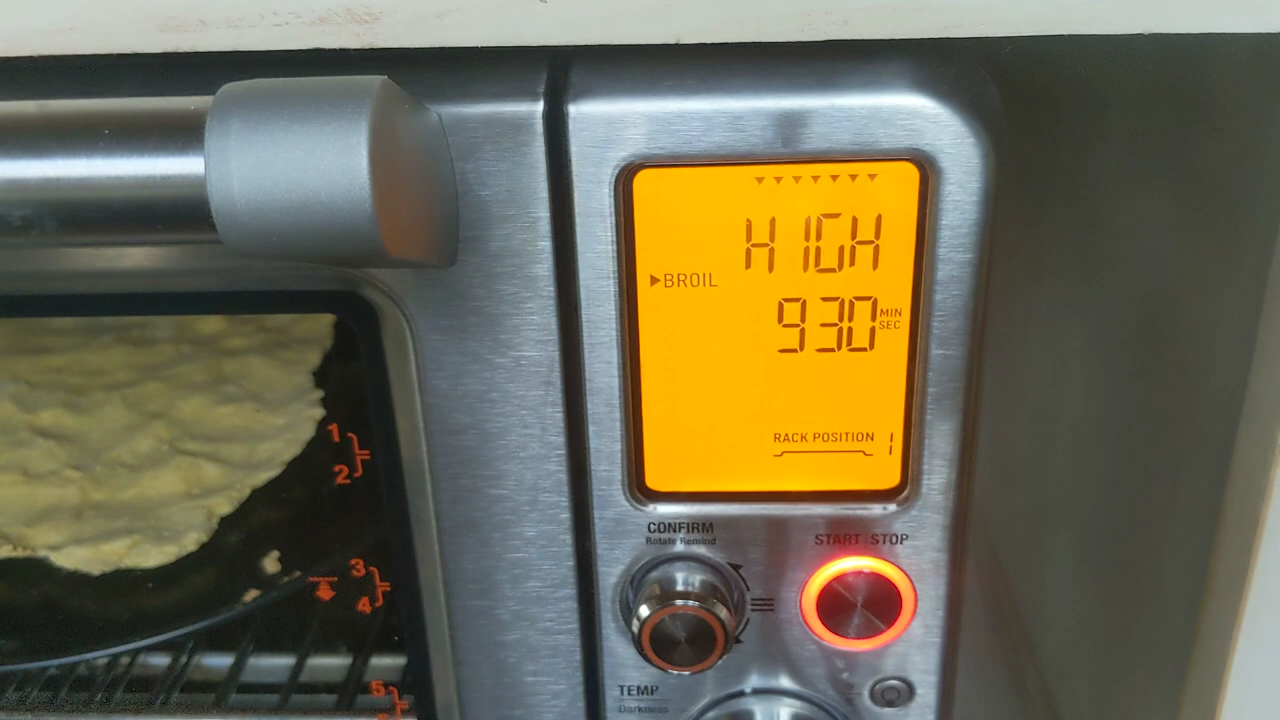 HIGH
▶BROIL
930 MIN SEC
RACK POSITION 1
CONFIRM
Rotate Remind
START STOP
1
2
3
4
5
TEMP
Darkness